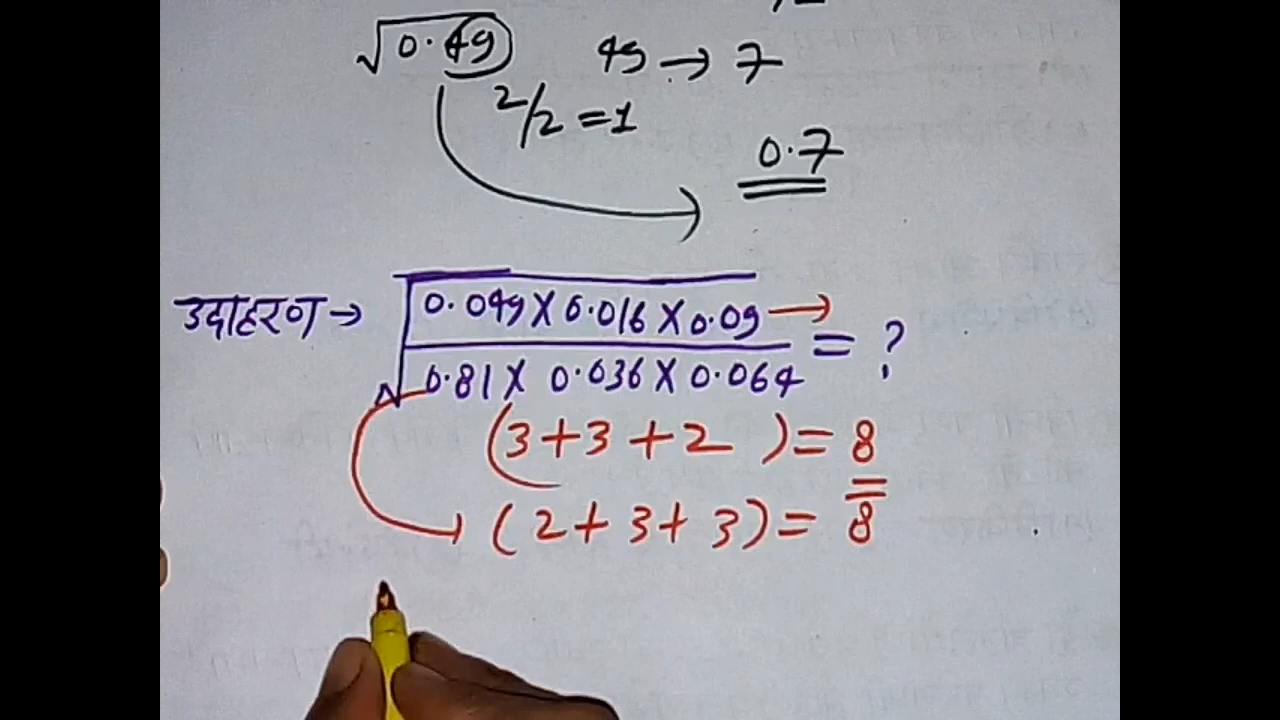 √0.49 49 → 7
2/2 = 1
0.7
उदाहरण → √0.049 X 0.016 X 0.09 → = ?
0.81 X 0.036 X 0.064
(3 + 3 + 2) = 8
(2 + 3 + 3) = 8